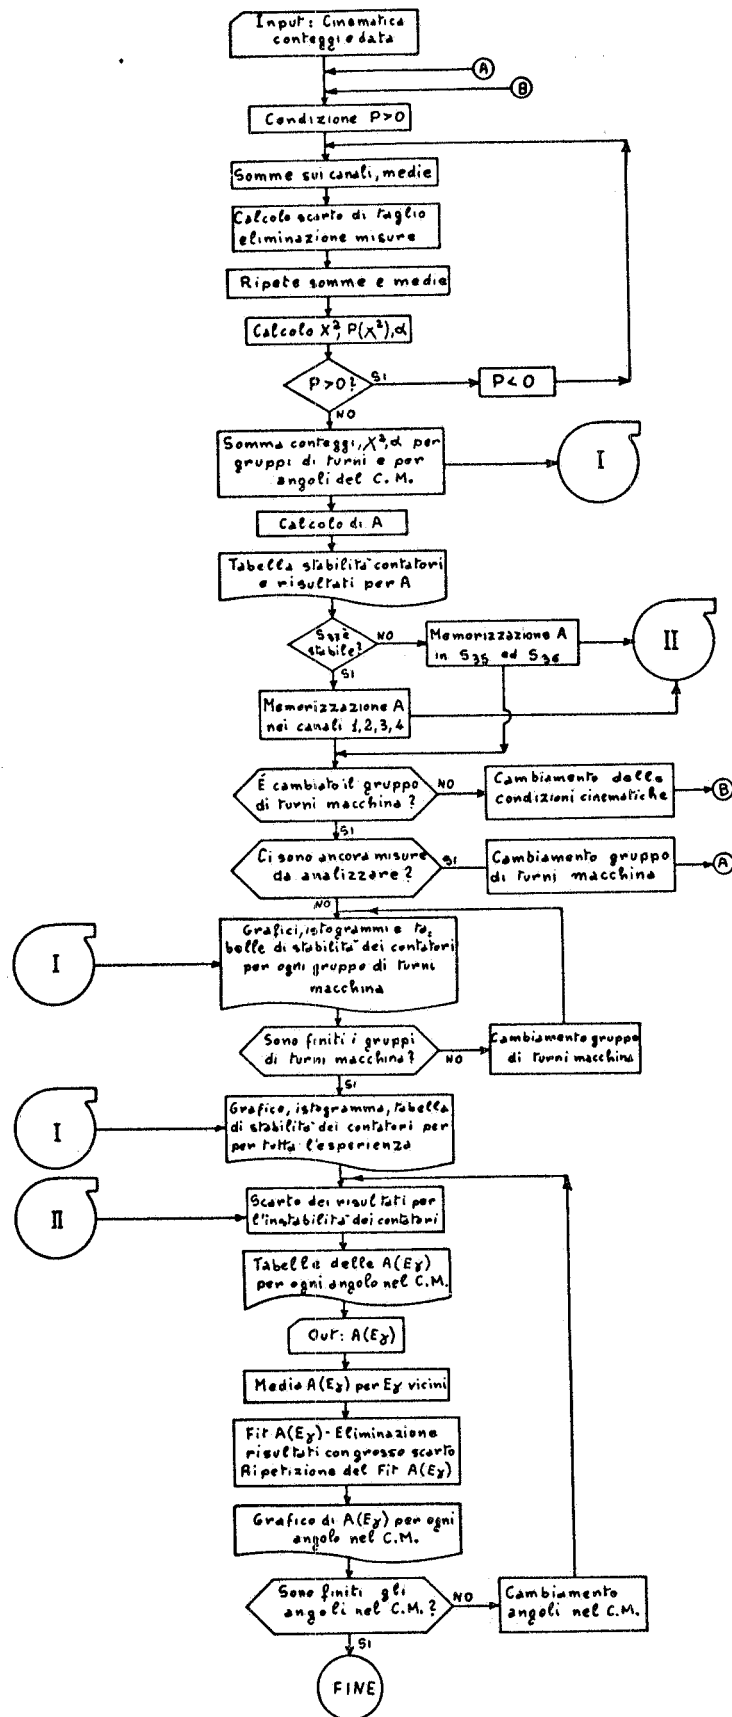 Input: Cinematica
conteggi e data
A
B
Condizione P>0
Somme sui canali, medie
Calcolo scarto di taglio
eliminazione misure
Ripete somme e medie
Calcolo χ², P(χ²), α
P>0?
SI
P<0
NO
Somma conteggi, χ², α per
gruppi di turni e per
angoli del C.M.
I
Calcolo di A
Tabella stabilità contatori
e risultati per A
S37 è
stabile?
NO
Memorizzazione A
in S35 ed S36
II
SI
Memorizzazione A
nei canali 1,2,3,4
É cambiato il gruppo
di turni macchina?
NO
Cambiamento delle
condizioni cinematiche
B
SI
Ci sono ancora misure
da analizzare?
SI
Cambiamento gruppo
di turni macchina
A
NO
I
Grafici, istogrammi e ta=
belle di stabilità dei contatori
per ogni gruppo di turni
macchina
Sono finiti i gruppi
di turni macchina?
NO
Cambiamento gruppo
di turni macchina
SI
I
Grafico, istogramma, tabella
di stabilità dei contatori per
per tutta l'esperienza
II
Scarto dei risultati per
l'instabilità dei contatori
Tabella delle A(Eγ)
per ogni angolo nel C.M.
Out: A(Eγ)
Media A(Eγ) per Eγ vicini
Fit A(Eγ) - Eliminazione
risultati con grosso scarto
Ripetizione del Fit A(Eγ)
Grafico di A(Eγ) per ogni
angolo nel C.M.
Sono finiti gli
angoli nel C.M.?
NO
Cambiamento
angoli nel C.M.
SI
FINE